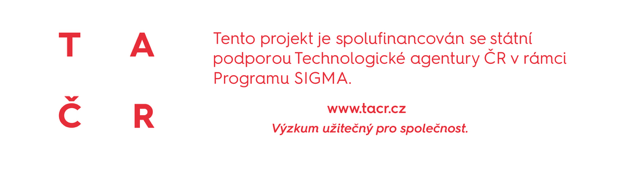 T A
Č R
Tento projekt je spolufinancován se státní
podporou Technologické agentury ČR v rámci
Programu SIGMA.
www.tacr.cz
Výzkum užitečný pro společnost.